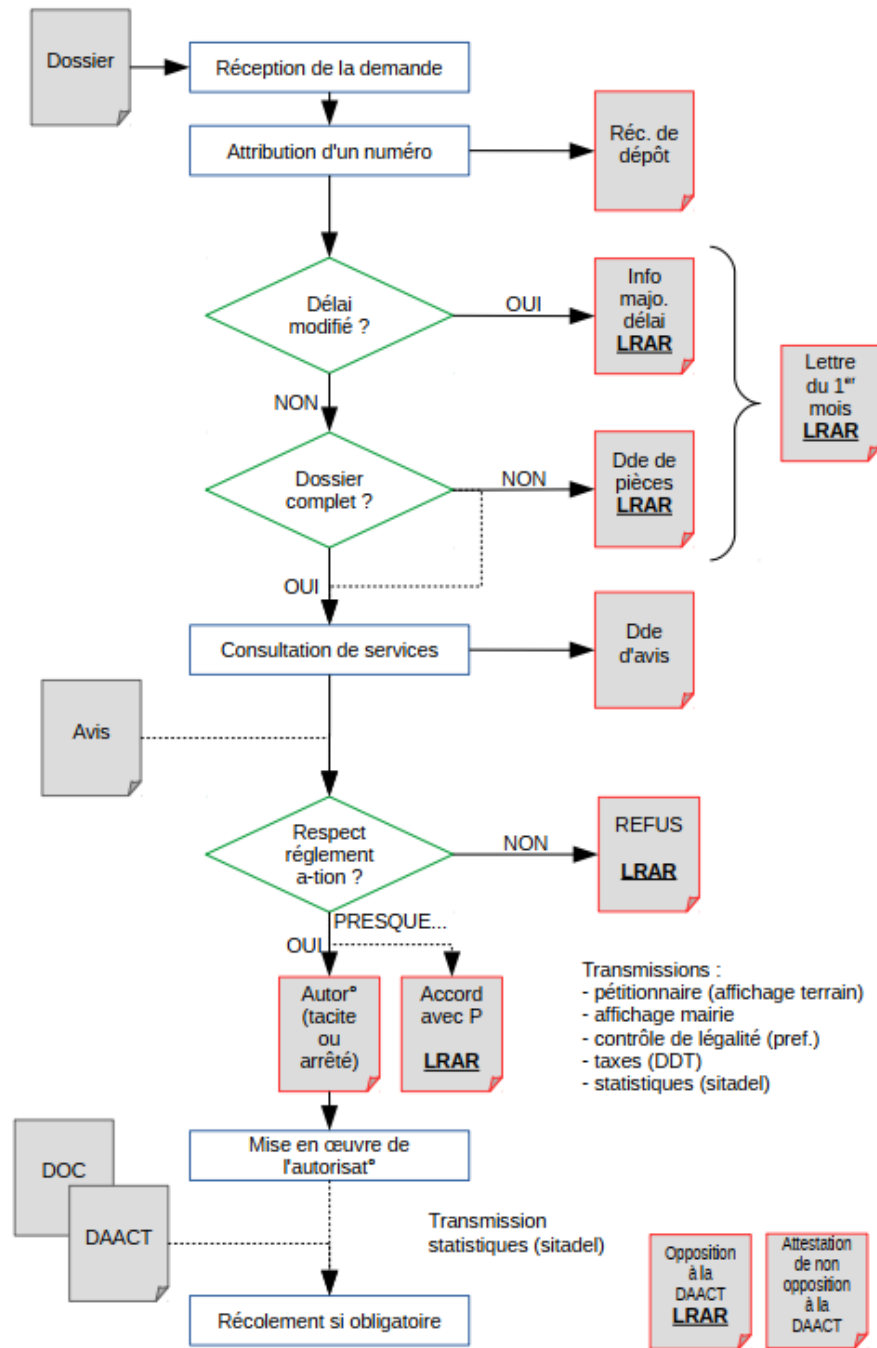 Dossier
Réception de la demande
Attribution d'un numéro
Réc. de
dépôt
Délai
modifié ?
OUI
Info
majo.
délai
LRAR
NON
Lettre
du 1er
mois
LRAR
Dossier
complet ?
NON
Dde de
pièces
LRAR
OUI
Consultation de services
Dde
d'avis
Avis
Respect
réglement
a-tion ?
NON
REFUS
LRAR
PRESQUE...
OUI
Autor°
(tacite
ou
arrêté)
Accord
avec P
LRAR
Transmissions :
- pétitionnaire (affichage terrain)
- affichage mairie
- contrôle de légalité (pref.)
- taxes (DDT)
- statistiques (sitadel)
Mise en œuvre de
l'autorisat°
DOC
DAACT
Transmission
statistiques (sitadel)
Opposition
à la
DAACT
LRAR
Attestation
de non
opposition
à la
DAACT
Récolement si obligatoire